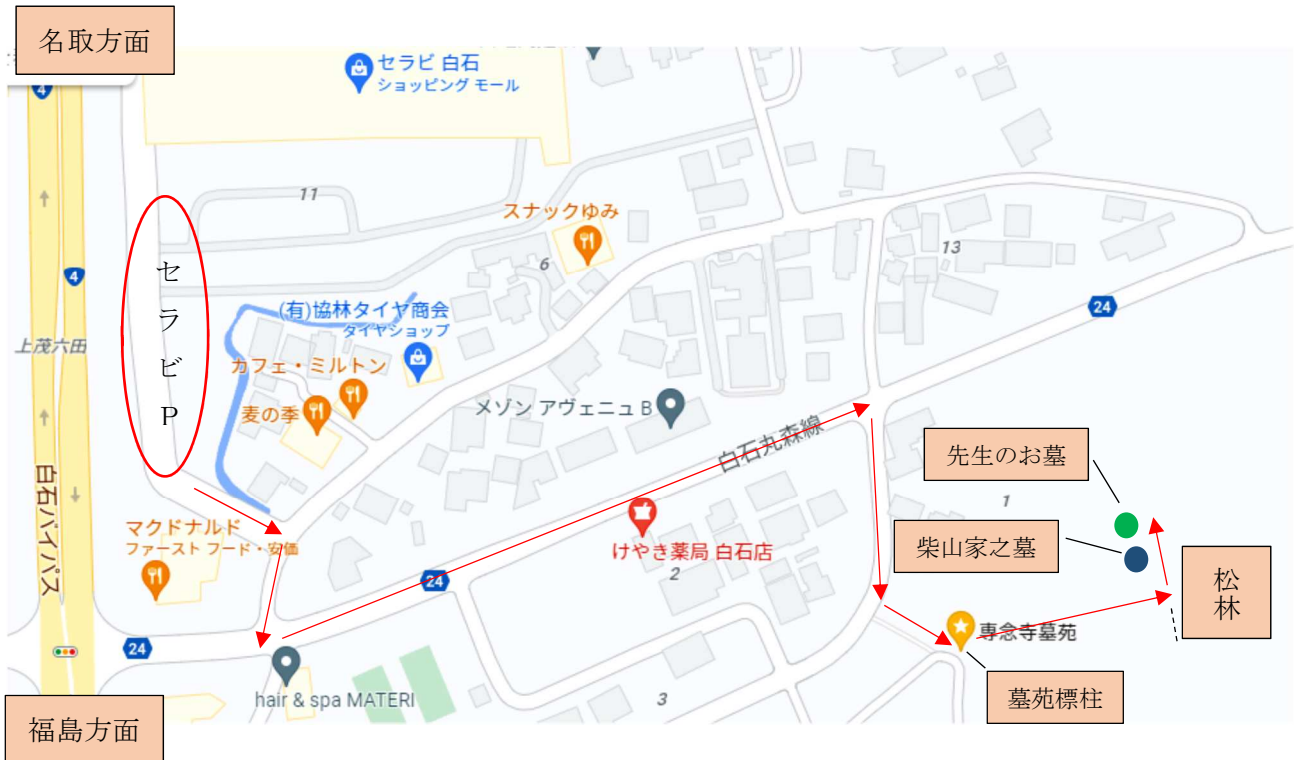 名取方面
セラビ 白石
ショッピング モール
4
11
スナックゆみ
6
13
セラビP
4
(有)協林タイヤ商会
タイヤショップ
24
上茂六田
カフェ・ミルトン
麦の季
メゾン アヴェニュ B
白石丸森線
先生のお墓
1
白石バイパス
マクドナルド
ファースト フード・安価
けやき薬局 白石店
2
柴山家之墓
松林
24
24
専念寺墓苑
hair & spa MATERI
3
墓苑標柱
福島方面